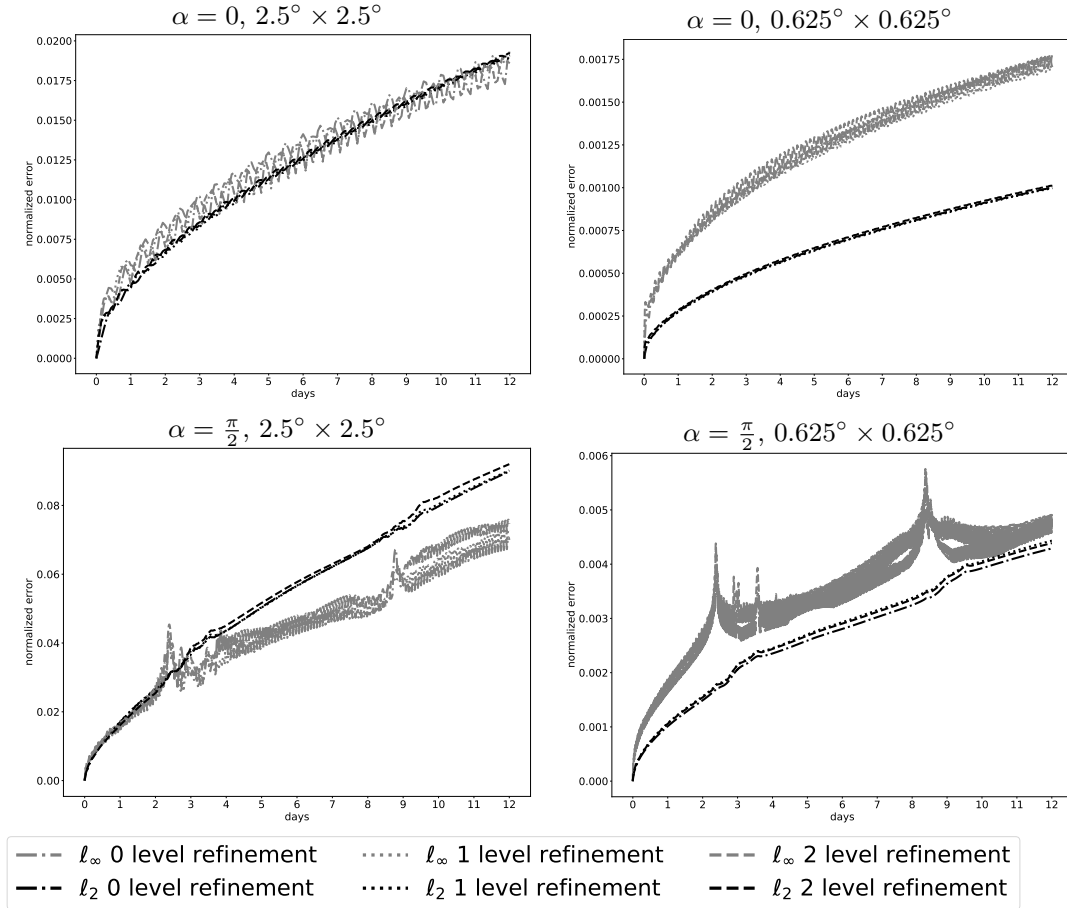 α = 0, 2.5° × 2.5°
0.0200
0.0175
0.0150
0.0125
0.0100
0.0075
0.0050
0.0025
0.0000
normalized error
0 1 2 3 4 5 6 7 8 9 10 11 12
days
α = 0, 0.625° × 0.625°
0.00175
0.00150
0.00125
0.00100
0.00075
0.00050
0.00025
0.00000
normalized error
0 1 2 3 4 5 6 7 8 9 10 11 12
days
α = π/2, 2.5° × 2.5°
0.08
0.06
0.04
0.02
0.00
normalized error
0 1 2 3 4 5 6 7 8 9 10 11 12
days
α = π/2, 0.625° × 0.625°
0.006
0.005
0.004
0.003
0.002
0.001
0.000
normalized error
0 1 2 3 4 5 6 7 8 9 10 11 12
days
ℓ∞ 0 level refinement ℓ∞ 1 level refinement ℓ∞ 2 level refinement
ℓ2 0 level refinement ℓ2 1 level refinement ℓ2 2 level refinement